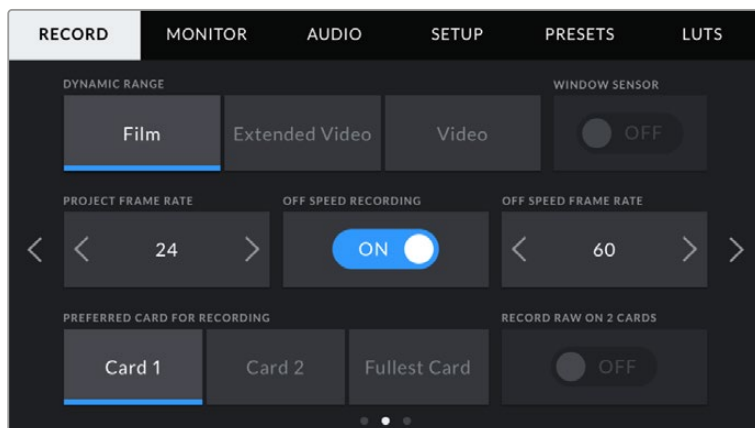 RECORD MONITOR AUDIO SETUP PRESETS LUTS
DYNAMIC RANGE WINDOW SENSOR
Film Extended Video Video OFF
PROJECT FRAME RATE OFF SPEED RECORDING OFF SPEED FRAME RATE
24 ON 60
PREFERRED CARD FOR RECORDING RECORD RAW ON 2 CARDS
Card 1 Card 2 Fullest Card OFF